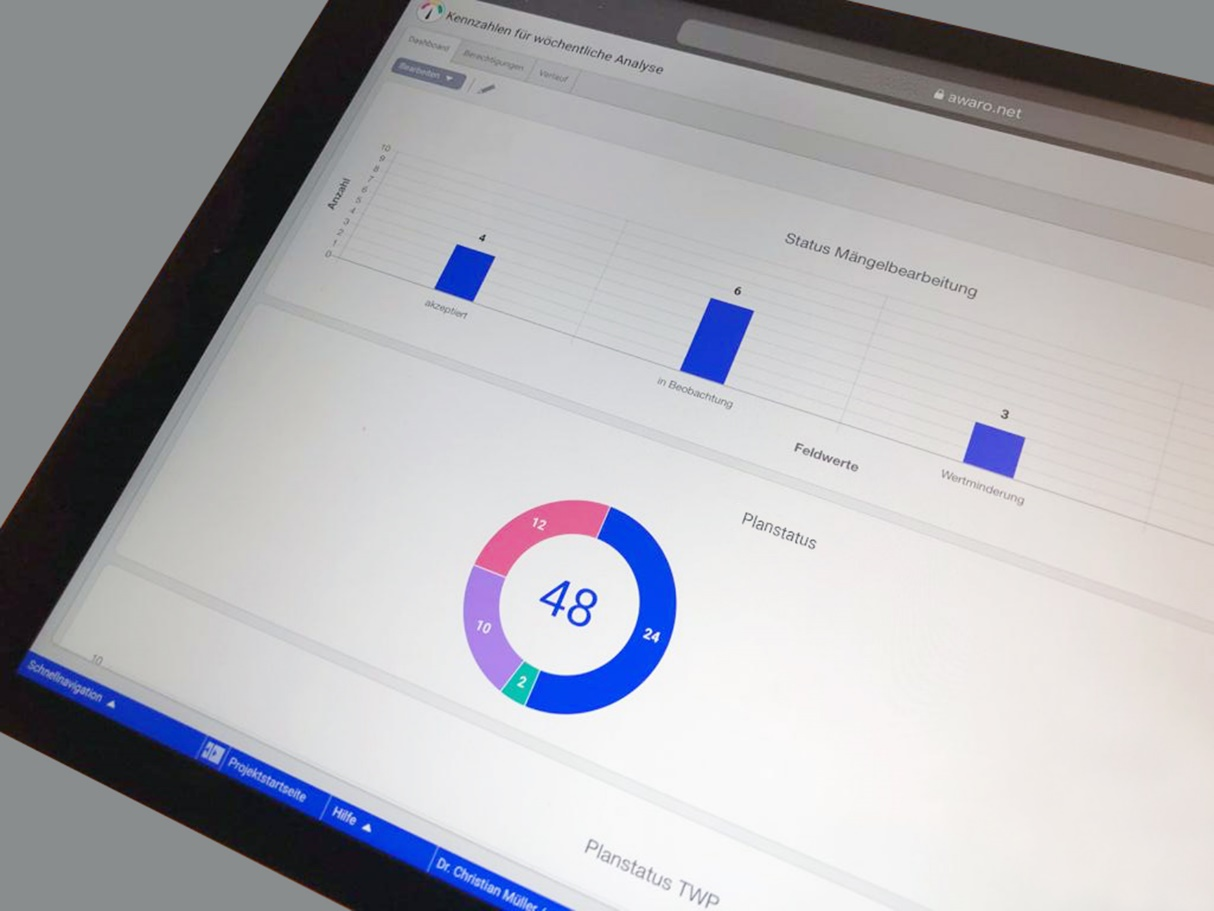 Kennzahlen für wöchentliche Analyse
awaro.net
Dashboard
Berechtigungen
Verlauf
Bearbeiten
Status Mängelbearbeitung
Anzahl
10
9
8
7
6
5
4
3
2
1
0
4
6
3
akzeptiert
in Beobachtung
Wertminderung
Feldwerte
Planstatus
12
24
10
2
48
10
Planstatus TWP
Schnellnavigation
Projektstartseite
Hilfe
Dr. Christian Müller /